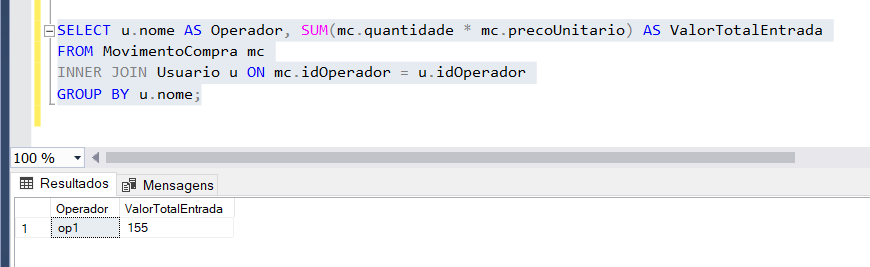 SELECT u.nome AS Operador, SUM(mc.quantidade * mc.precoUnitario) AS ValorTotalEntrada
FROM MovimentoCompra mc
INNER JOIN Usuario u ON mc.idOperador = u.idOperador
GROUP BY u.nome;
100 %
Resultados Mensagens
Operador ValorTotalEntrada
1 op1 155